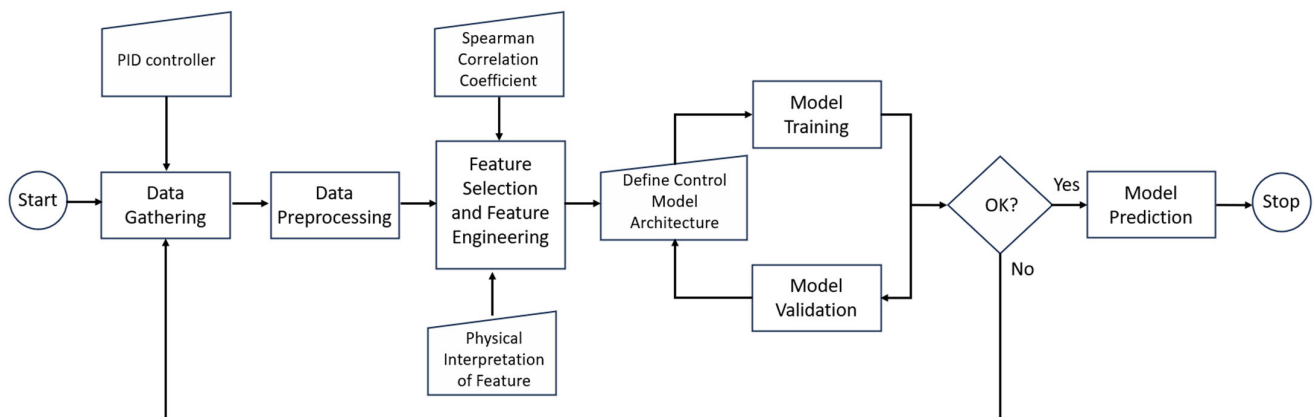 PID controller
Spearman
Correlation
Coefficient
Start
Data
Gathering
Data
Preprocessing
Feature
Selection
and Feature
Engineering
Physical
Interpretation
of Feature
Define Control
Model
Architecture
Model
Training
Model
Validation
OK?
Yes
No
Model
Prediction
Stop